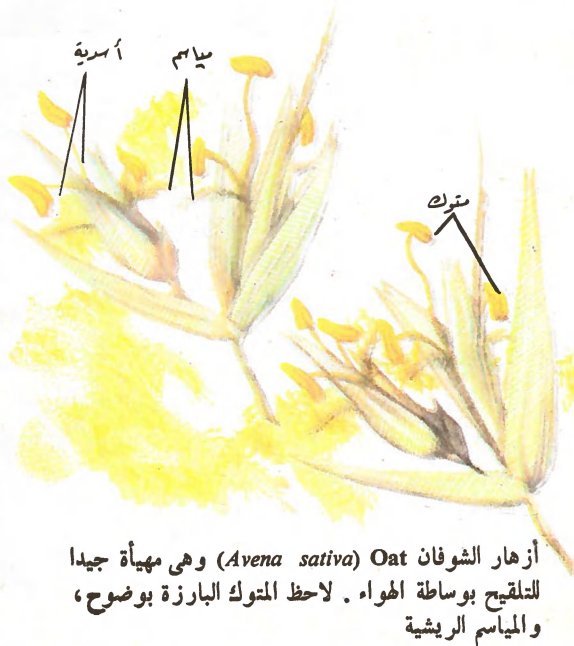 أسدية
مياسم
متوك
أزهار الشوفان Oat (Avena sativa) وهى مهيأة جيدا
للتلقيح بوساطة الهواء . لاحظ المتوك البارزة بوضوح ،
والمياسم الريشية